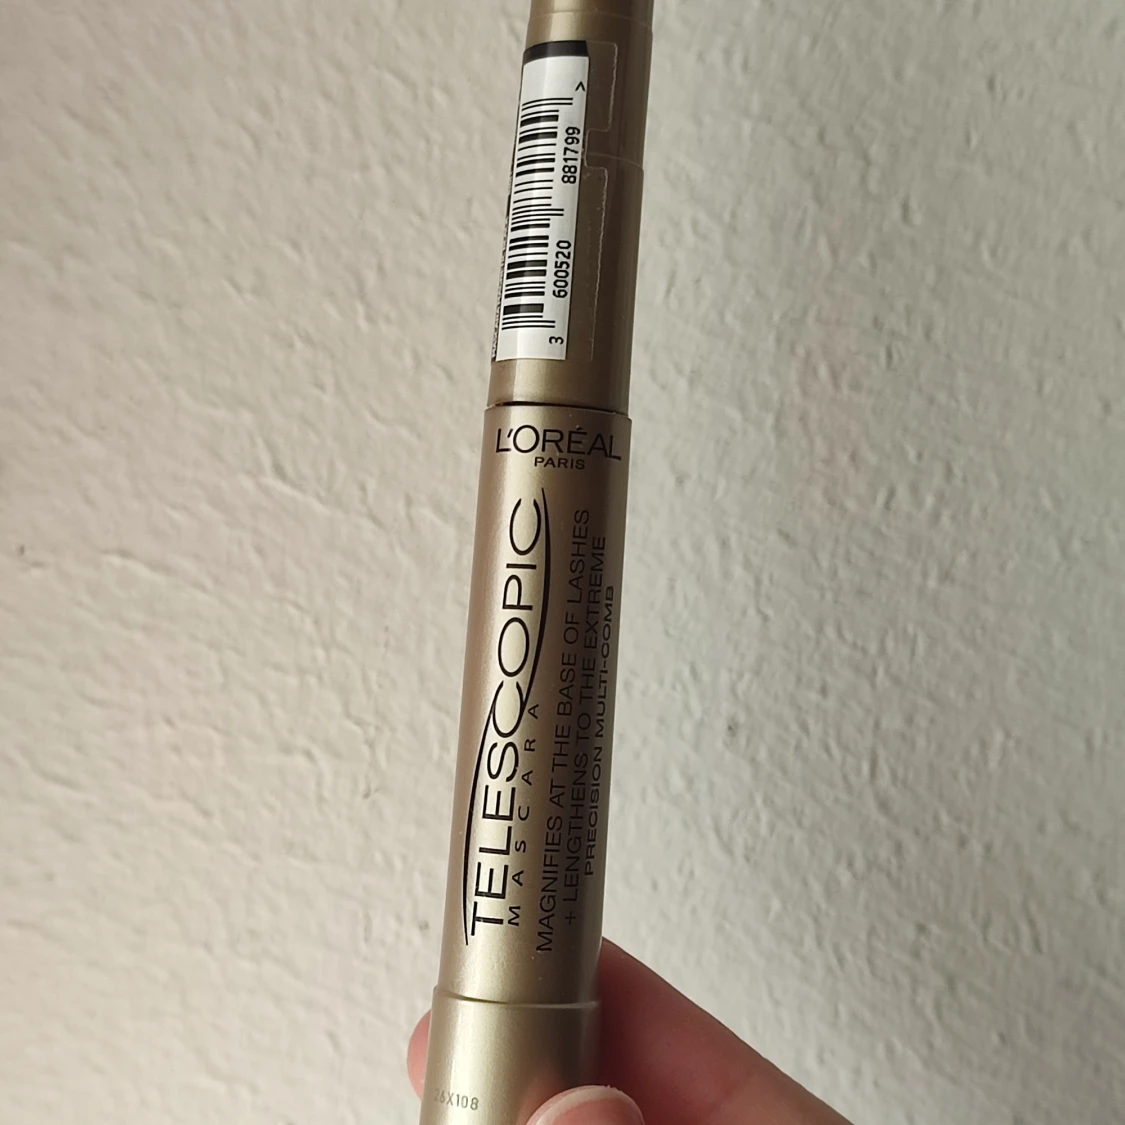 3 600520 881799 >
L'ORÉAL
PARIS
TELESCOPIC
MASCARA
MAGNIFIES AT THE BASE OF LASHES
+ LENGTHENS TO THE EXTREME
PRECISION MULTI-COMB
26X108